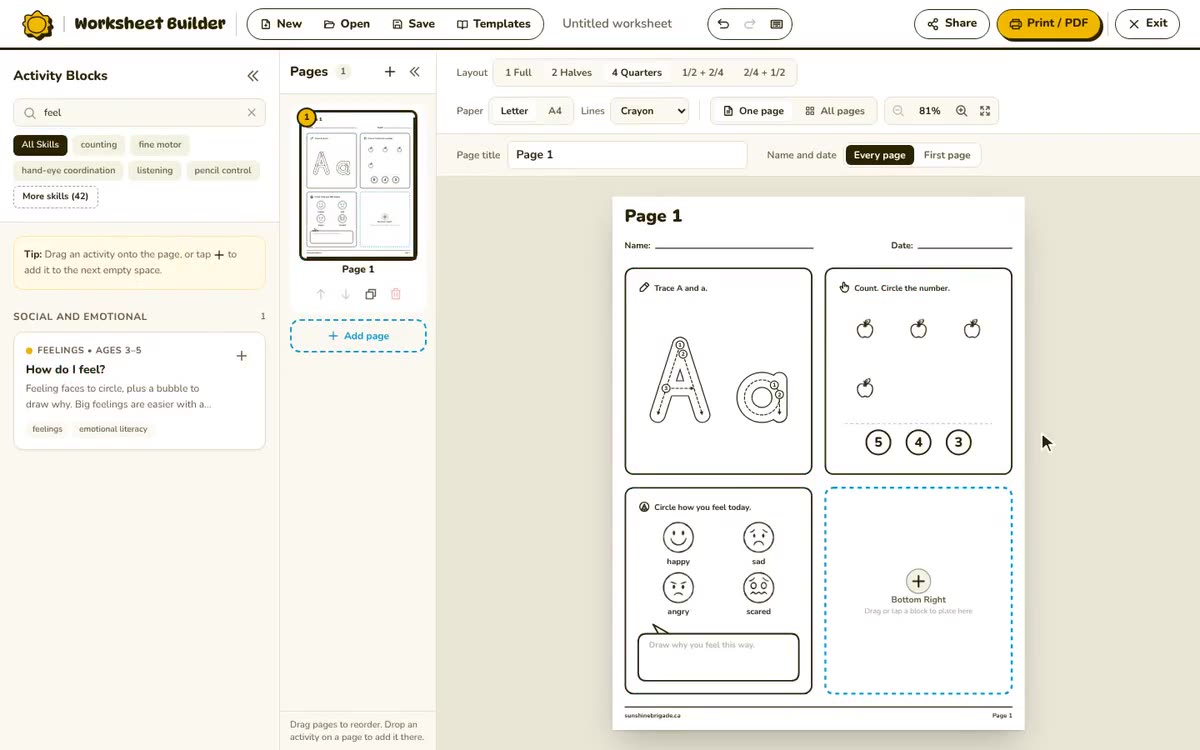 Worksheet Builder
New Open Save Templates
Untitled worksheet
Share Print / PDF Exit
Activity Blocks
feel
All Skills counting fine motor
hand-eye coordination listening pencil control
More skills (42)
Tip: Drag an activity onto the page, or tap + to
add it to the next empty space.
SOCIAL AND EMOTIONAL 1
FEELINGS • AGES 3–5
How do I feel?
Feeling faces to circle, plus a bubble to
draw why. Big feelings are easier with a...
feelings emotional literacy
Pages 1
1
Page 1
+ Add page
Drag pages to reorder. Drop an
activity on a page to add it there.
Layout 1 Full 2 Halves 4 Quarters 1/2 + 2/4 2/4 + 1/2
Paper Letter A4 Lines Crayon One page All pages 81%
Page title Page 1 Name and date Every page First page
Page 1
Name: Date:
Trace A and a.
1
2
3
1
2
Count. Circle the number.
5 4 3
Circle how you feel today.
happy sad
angry scared
Draw why you feel this way.
Bottom Right
Drag or tap a block to place here
sunshinebrigade.ca Page 1